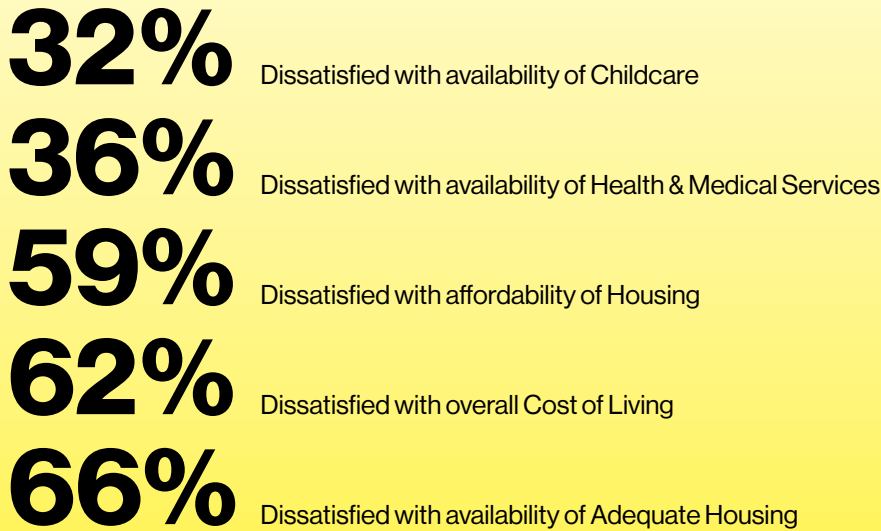 32% Dissatisfied with availability of Childcare
36% Dissatisfied with availability of Health & Medical Services
59% Dissatisfied with affordability of Housing
62% Dissatisfied with overall Cost of Living
66% Dissatisfied with availability of Adequate Housing